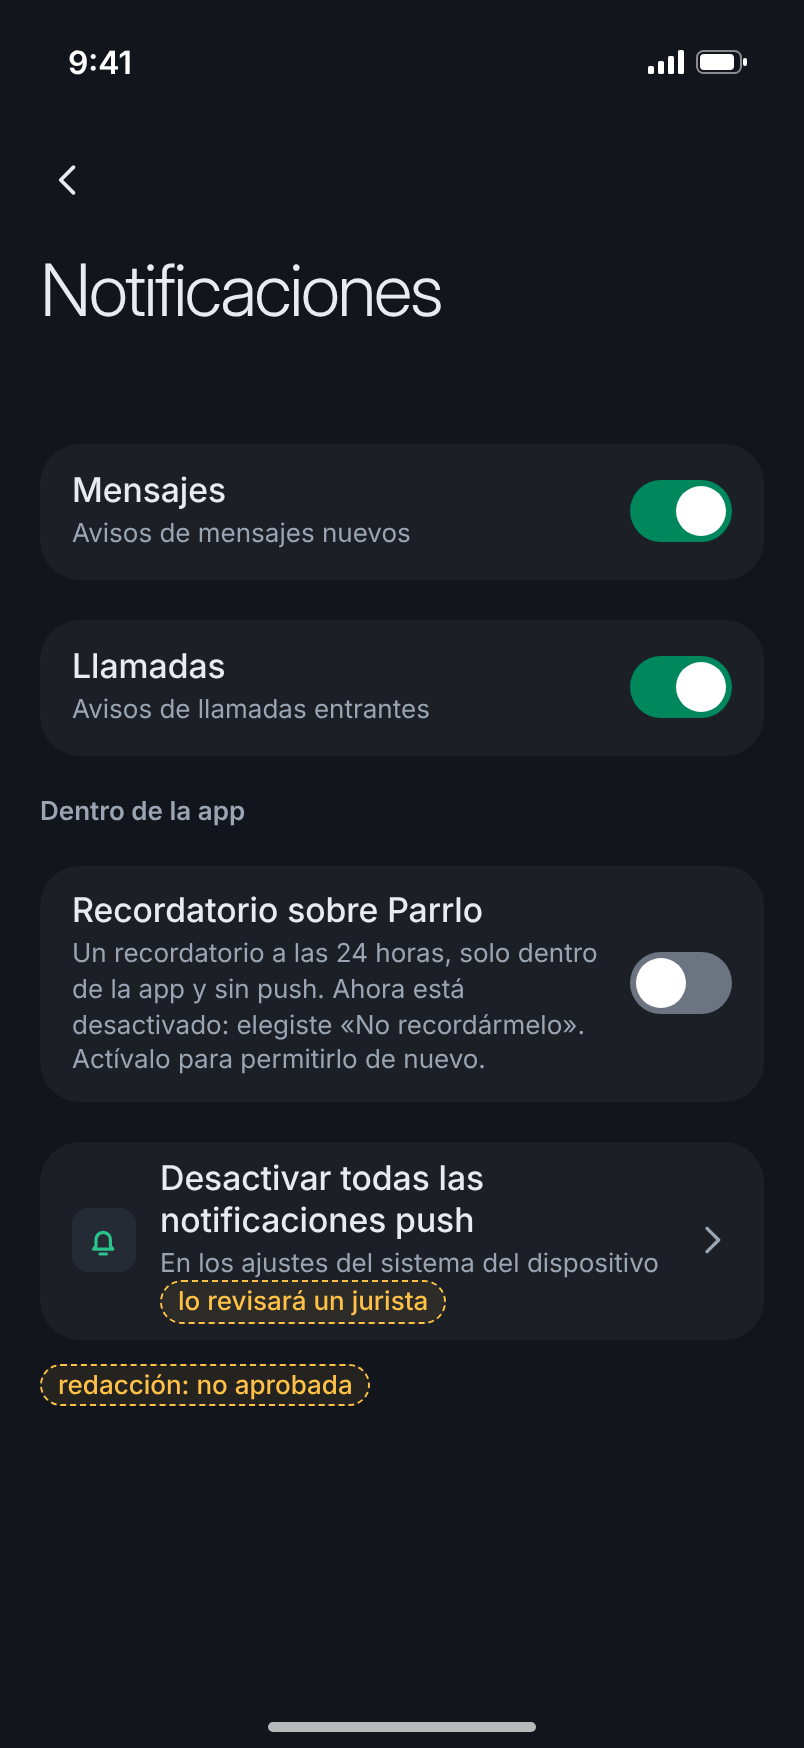 9:41
Notificaciones
Mensajes
Avisos de mensajes nuevos
Llamadas
Avisos de llamadas entrantes
Dentro de la app
Recordatorio sobre Parrlo
Un recordatorio a las 24 horas, solo dentro
de la app y sin push. Ahora está
desactivado: elegiste «No recordármelo».
Actívalo para permitirlo de nuevo.
Desactivar todas las
notificaciones push
En los ajustes del sistema del dispositivo
lo revisará un jurista
redacción: no aprobada